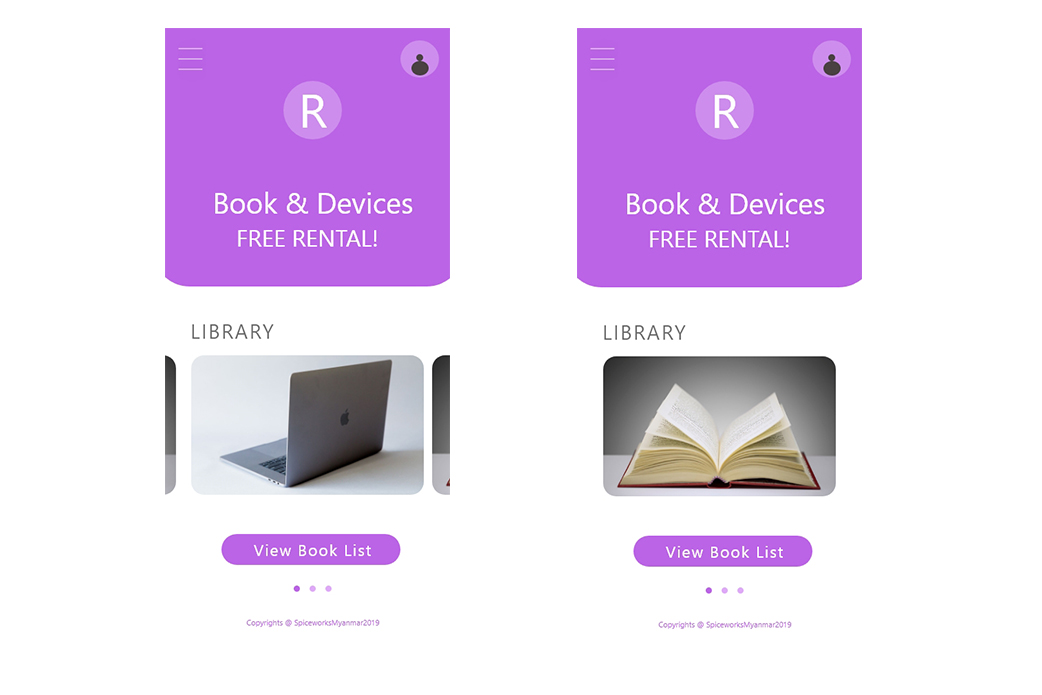 R
Book & Devices
FREE RENTAL!
LIBRARY
View Book List
Copyrights @ SpiceworksMyanmar2019
R
Book & Devices
FREE RENTAL!
LIBRARY
View Book List
Copyrights @ SpiceworksMyanmar2019